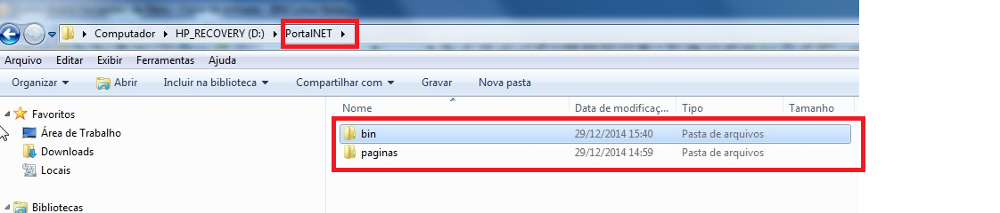 Computador HP_RECOVERY (D:) PortalNET
Arquivo Editar Exibir Ferramentas Ajuda
Organizar Abrir Incluir na biblioteca Compartilhar com Gravar Nova pasta
Nome Data de modificaç... Tipo Tamanho
Favoritos
Área de Trabalho
Downloads
Locais
Bibliotecas
bin 29/12/2014 15:40 Pasta de arquivos
paginas 29/12/2014 14:59 Pasta de arquivos